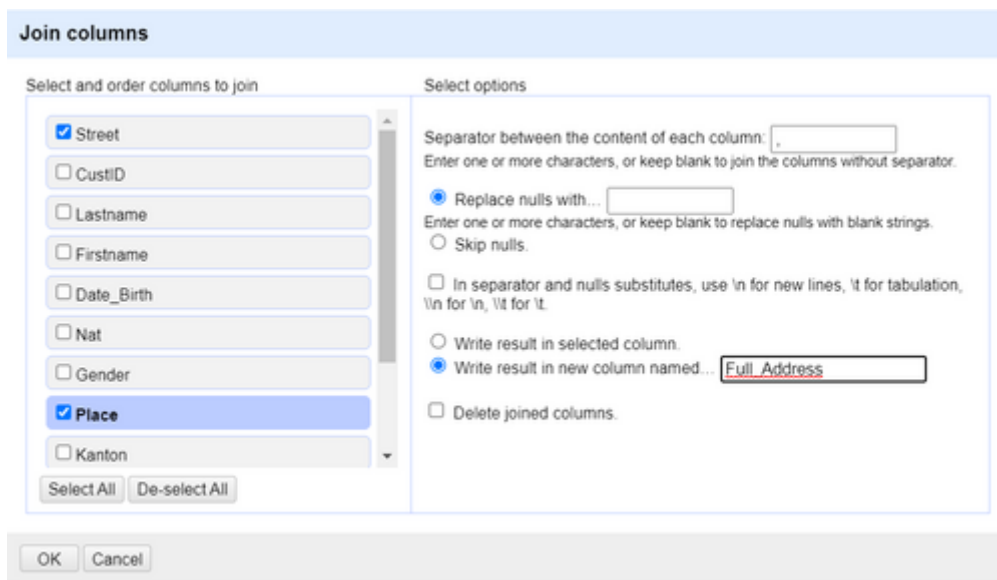 Join columns
Select and order columns to join
Street
CustID
Lastname
Firstname
Date_Birth
Nat
Gender
Place
Kanton
Select All De-select All
Select options
Separator between the content of each column: ,
Enter one or more characters, or keep blank to join the columns without separator.
Replace nulls with...
Enter one or more characters, or keep blank to replace nulls with blank strings.
Skip nulls.
In separator and nulls substitutes, use \n for new lines, \t for tabulation,
\\n for \n, \\t for \t.
Write result in selected column.
Write result in new column named... Full_Address
Delete joined columns.
OK Cancel